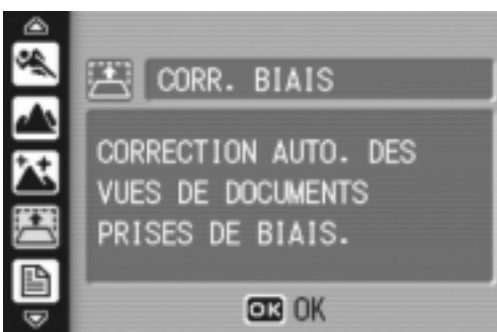 CORR. BIAIS
CORRECTION AUTO. DES
VUES DE DOCUMENTS
PRISES DE BIAIS.
OK OK